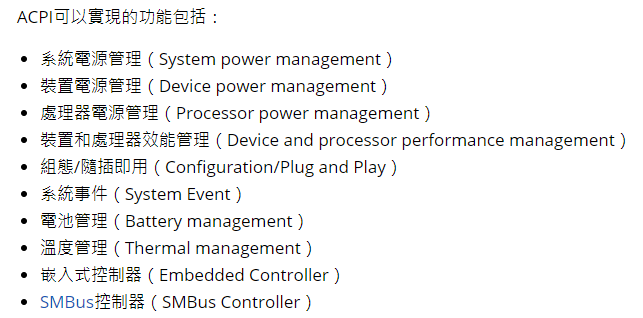 ACPI可以實現的功能包括：
系統電源管理（System power management）
裝置電源管理（Device power management）
處理器電源管理（Processor power management）
裝置和處理器效能管理（Device and processor performance management）
組態/隨插即用（Configuration/Plug and Play）
系統事件（System Event）
電池管理（Battery management）
溫度管理（Thermal management）
嵌入式控制器（Embedded Controller）
SMBus控制器（SMBus Controller）